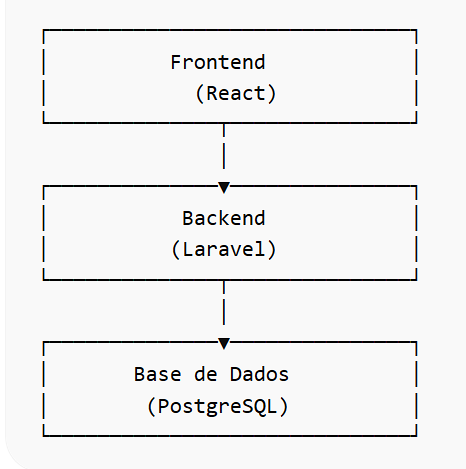 Frontend
(React)
Backend
(Laravel)
Base de Dados
(PostgreSQL)